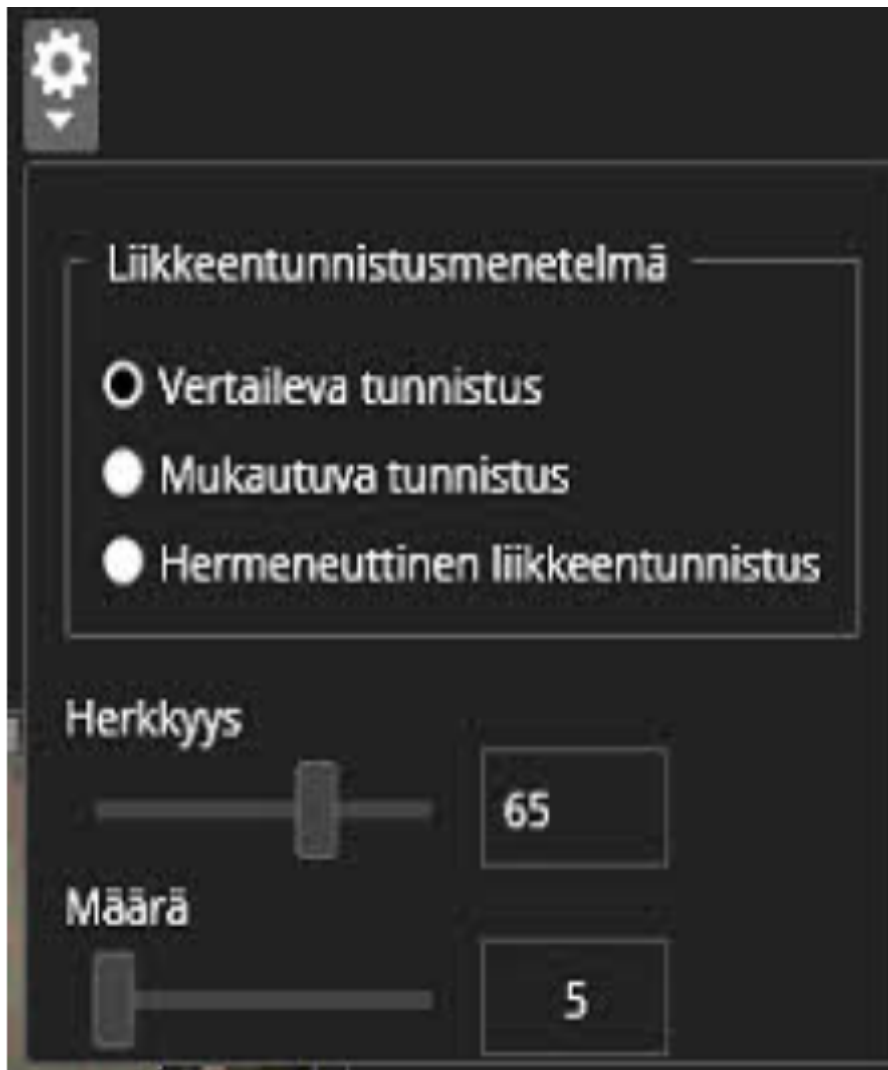 Liikkeentunnistusmenetelmä
Vertaileva tunnistus
Mukautuva tunnistus
Hermeneuttinen liikkeentunnistus
Herkkyys
65
Määrä
5